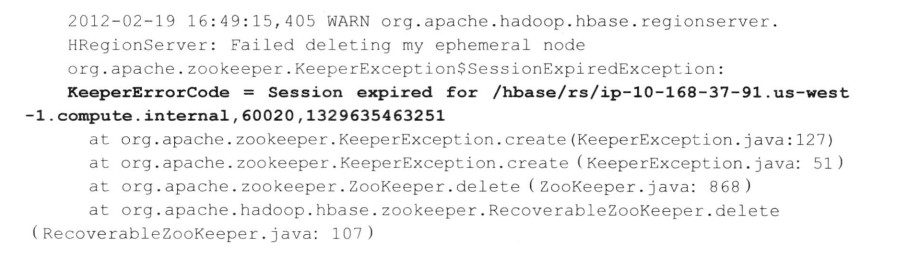 2012-02-19 16:49:15,405 WARN org.apache.hadoop.hbase.regionserver.
HRegionServer: Failed deleting my ephemeral node
org.apache.zookeeper.KeeperException$SessionExpiredException:
KeeperErrorCode = Session expired for /hbase/rs/ip-10-168-37-91.us-west
-1.compute.internal,60020,1329635463251
at org.apache.zookeeper.KeeperException.create(KeeperException.java:127)
at org.apache.zookeeper.KeeperException.create (KeeperException.java: 51)
at org.apache.zookeeper.ZooKeeper.delete (ZooKeeper.java: 868)
at org.apache.hadoop.hbase.zookeeper.RecoverableZooKeeper.delete
(RecoverableZooKeeper.java: 107)